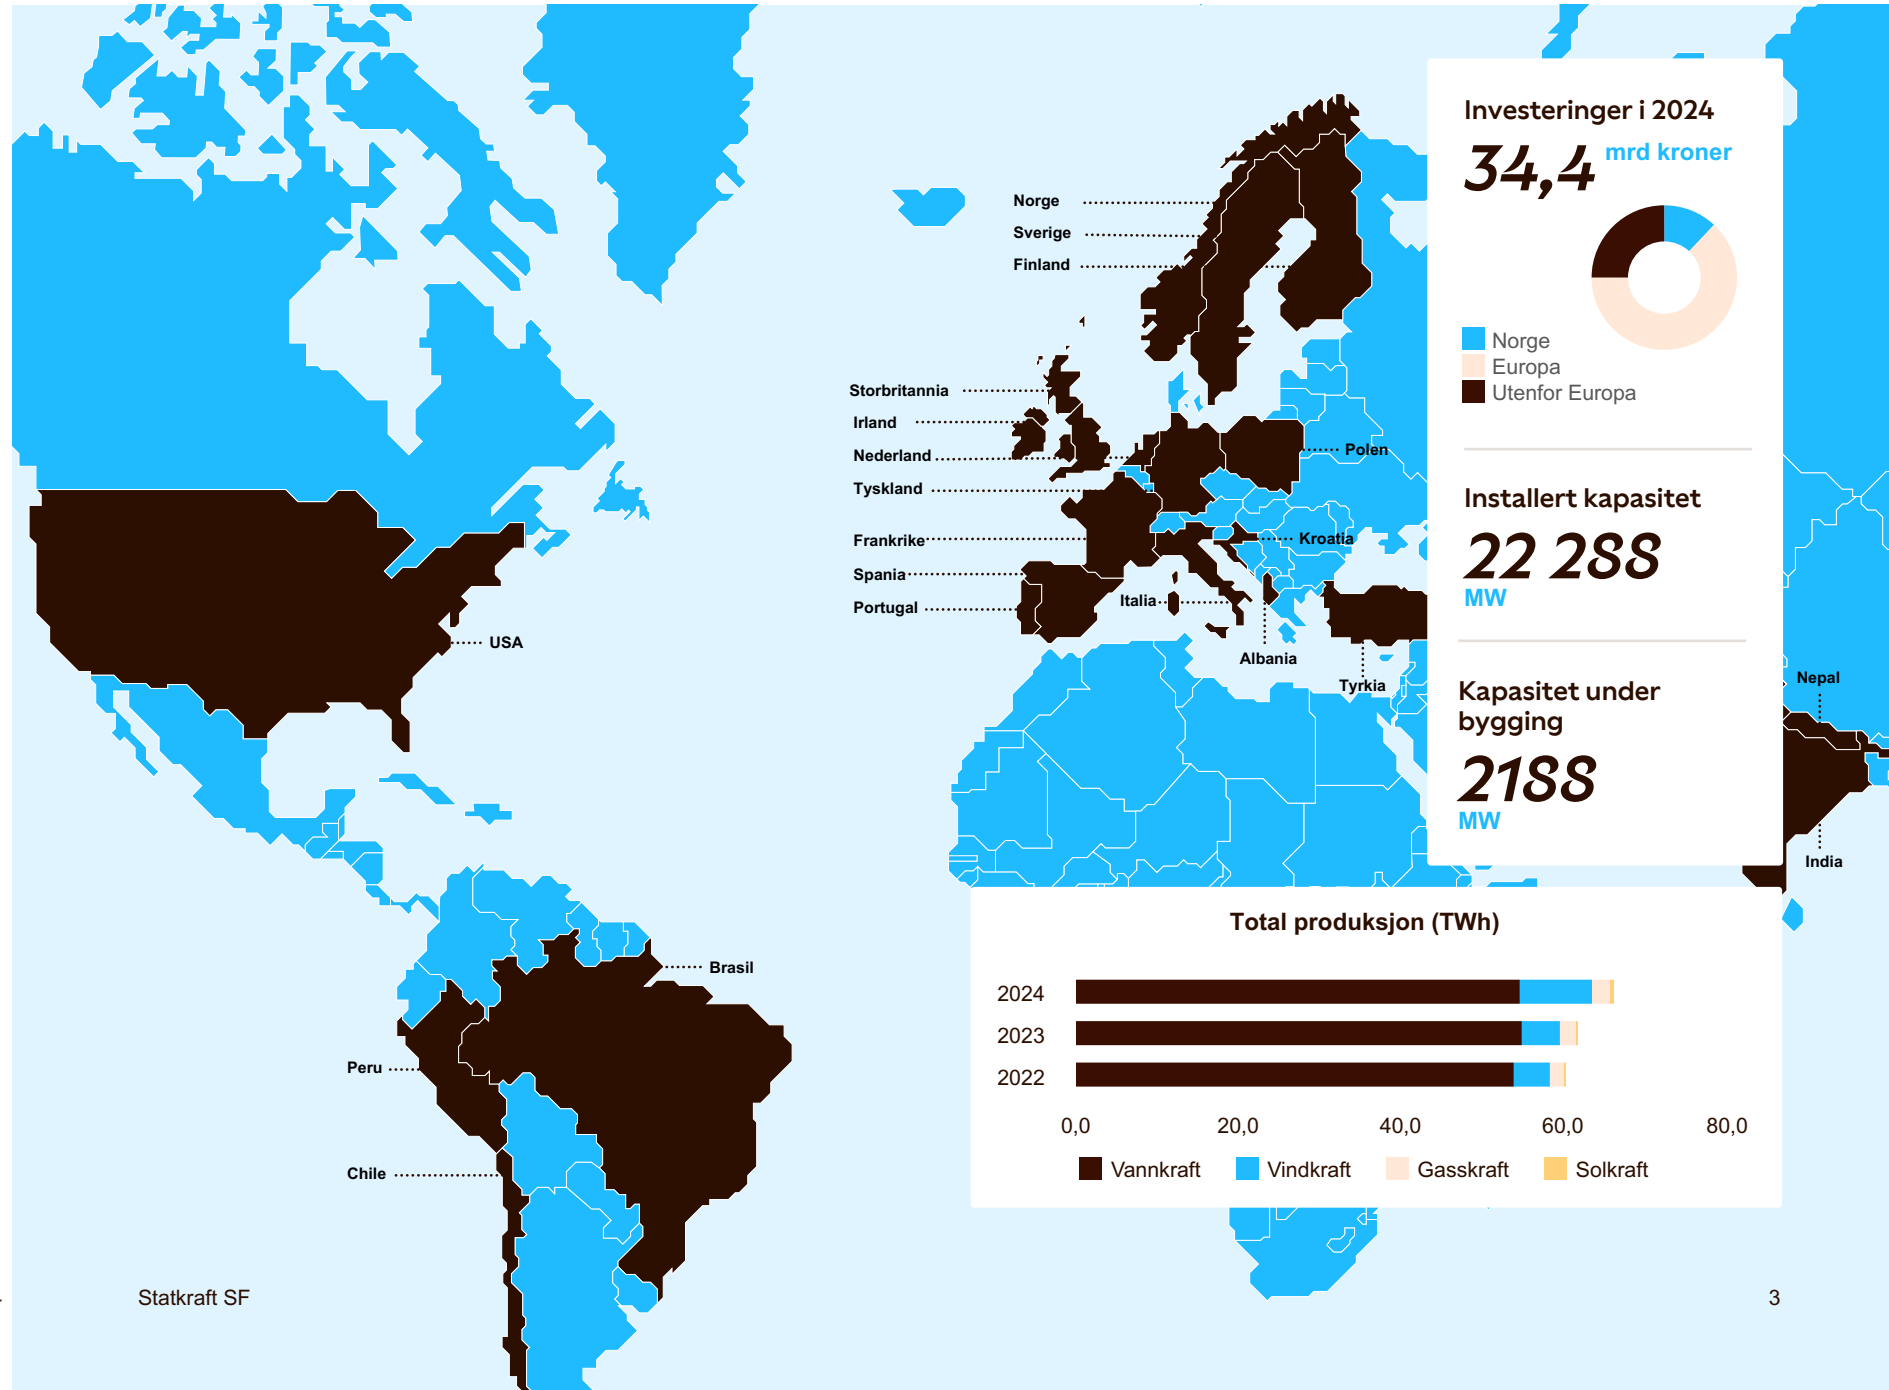 Norge
Sverige
Finland
Storbritannia
Irland
Nederland
Tyskland
Frankrike
Spania
Portugal
Polen
Kroatia
Italia
Albania
Tyrkia
USA
Brasil
Peru
Chile
Nepal
India
Investeringer i 2024
34,4 mrd kroner
Norge
Europa
Utenfor Europa
Installert kapasitet
22 288
MW
Kapasitet under
bygging
2188
MW
Total produksjon (TWh)
2024
2023
2022
0,0 20,0 40,0 60,0 80,0
Vannkraft Vindkraft Gasskraft Solkraft
Statkraft SF
3